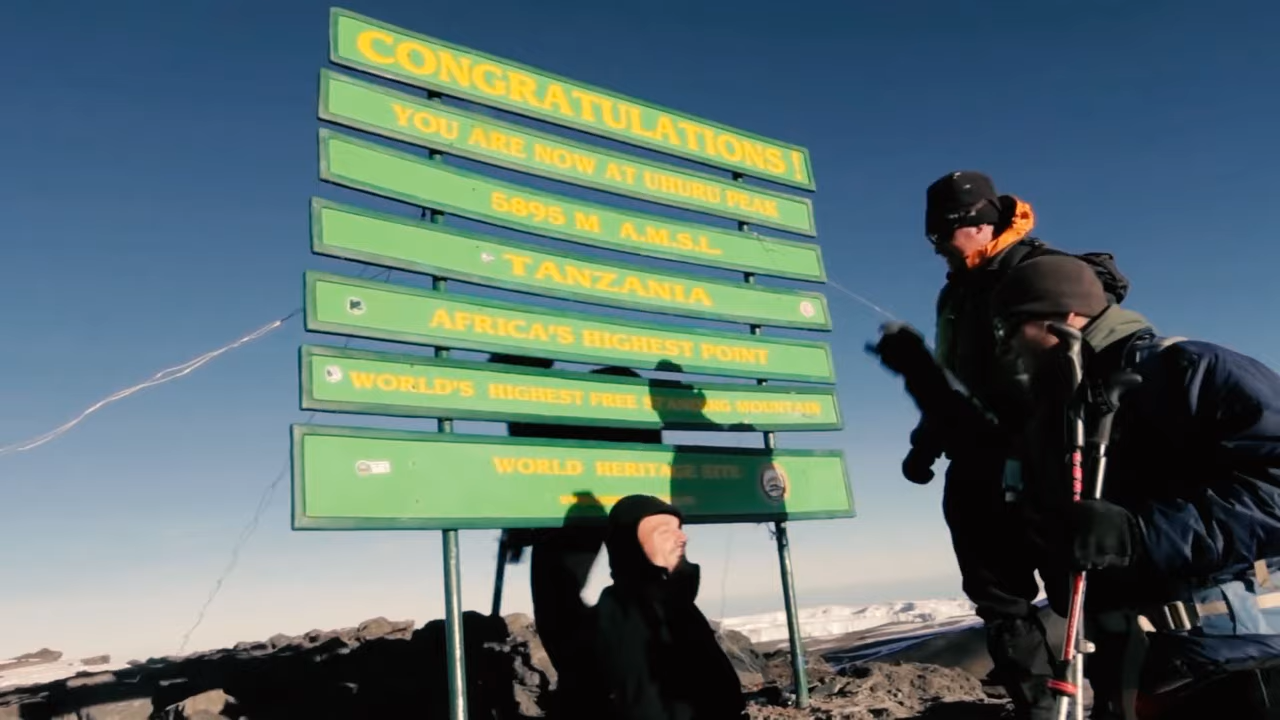 CONGRATULATIONS!
YOU ARE NOW AT UHURU PEAK
5895 M A.M.S.L.
TANZANIA
AFRICA'S HIGHEST POINT
WORLD'S HIGHEST FREE STANDING MOUNTAIN
WORLD HERITAGE SITE